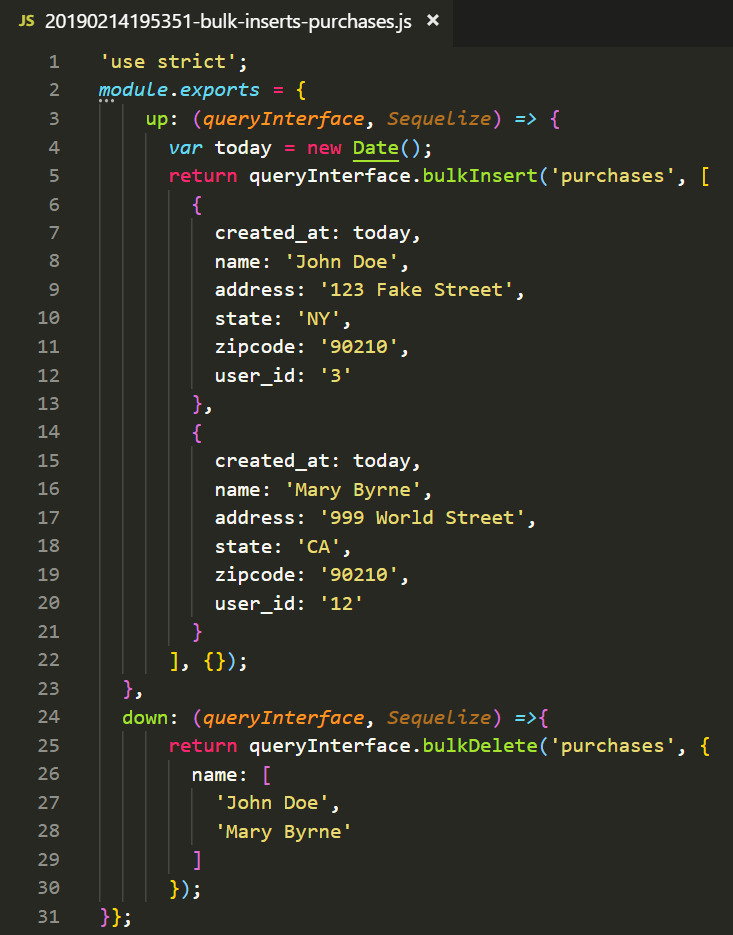 JS 20190214195351-bulk-inserts-purchases.js ×
1 'use strict';
2 module.exports = {
3     up: (queryInterface, Sequelize) => {
4       var today = new Date();
5       return queryInterface.bulkInsert('purchases', [
6         {
7           created_at: today,
8           name: 'John Doe',
9           address: '123 Fake Street',
10           state: 'NY',
11           zipcode: '90210',
12           user_id: '3'
13         },
14         {
15           created_at: today,
16           name: 'Mary Byrne',
17           address: '999 World Street',
18           state: 'CA',
19           zipcode: '90210',
20           user_id: '12'
21         }
22       ], {});
23   },
24   down: (queryInterface, Sequelize) =>{
25       return queryInterface.bulkDelete('purchases', {
26         name: [
27           'John Doe',
28           'Mary Byrne'
29         ]
30       });
31 }};